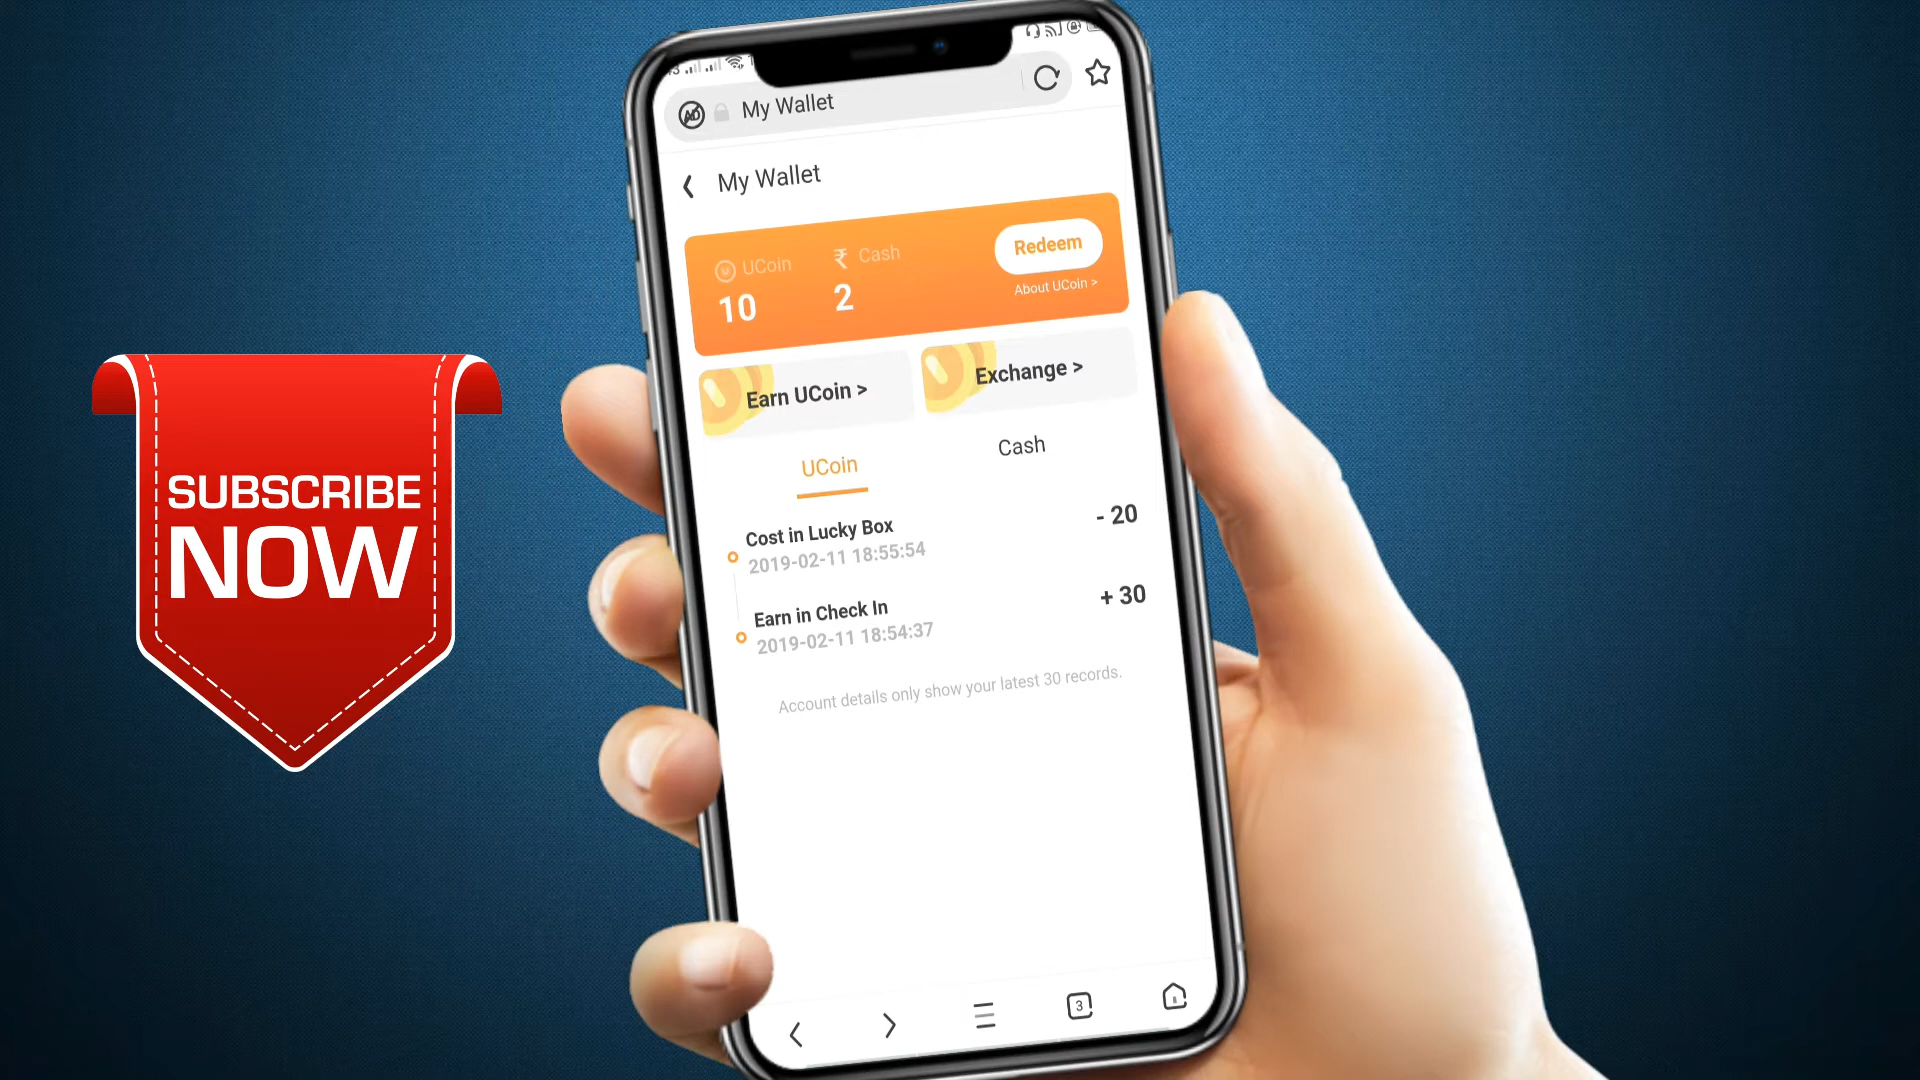 My Wallet
My Wallet
UCoin
₹ Cash
Redeem
10
2
About UCoin >
Earn UCoin >
Exchange >
UCoin
Cash
Cost in Lucky Box
- 20
2019-02-11 18:55:54
Earn in Check In
+ 30
2019-02-11 18:54:37
Account details only show your latest 30 records.
3
SUBSCRIBE
NOW